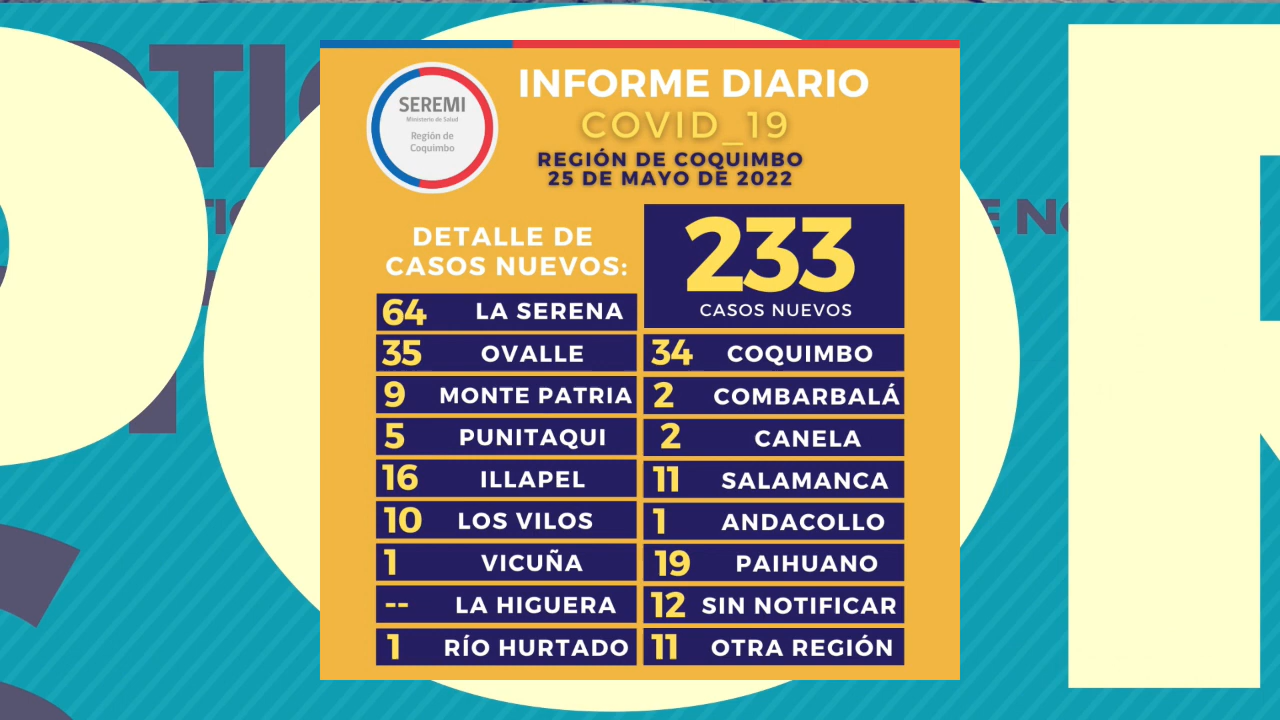 SEREMI
Ministerio de Salud
Región de
Coquimbo
INFORME DIARIO
COVID_19
REGIÓN DE COQUIMBO
25 DE MAYO DE 2022
DETALLE DE
CASOS NUEVOS:
233
CASOS NUEVOS
64 LA SERENA
35 OVALLE
34 COQUIMBO
9 MONTE PATRIA
2 COMBARBALÁ
5 PUNITAQUI
2 CANELA
16 ILLAPEL
11 SALAMANCA
10 LOS VILOS
1 ANDACOLLO
1 VICUÑA
19 PAIHUANO
-- LA HIGUERA
12 SIN NOTIFICAR
1 RÍO HURTADO
11 OTRA REGIÓN